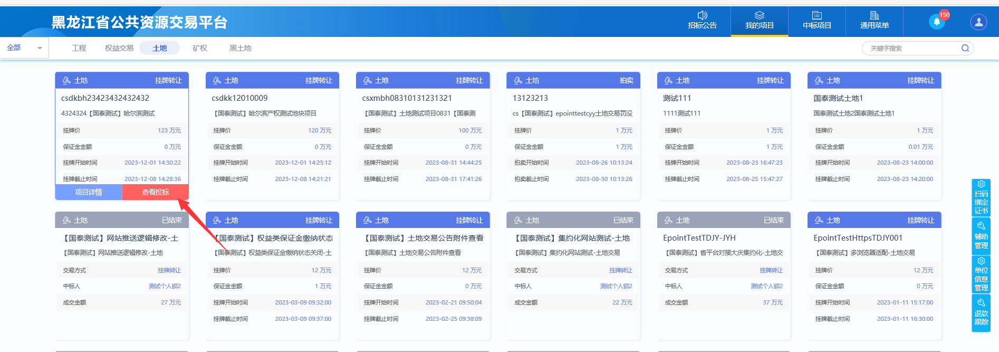 黑龙江省公共资源交易平台
招标公告
我的项目
中标项目
通用菜单
150
全部
工程
权益交易
土地
矿权
黑土地
关键字搜索
土地 挂牌转让
csdkbh23423432432432
4324324【国泰测试】哈尔滨测试
挂牌价 123 万元
保证金金额 0 万元
挂牌开始时间 2023-12-01 14:30:22
挂牌截止时间 2023-12-08 14:28:36
项目详情 查看投标
土地 挂牌转让
csdkk12010009
【国泰测试】哈尔滨产权测试地块项目
挂牌价 120 万元
保证金金额 0 万元
挂牌开始时间 2023-12-01 14:25:12
挂牌截止时间 2023-12-08 14:21:21
土地 挂牌转让
csxmbh08310131231321
【国泰测试】土地测试项目0831【国泰测
挂牌价 100 万元
保证金金额 0 万元
挂牌开始时间 2023-08-31 14:44:25
挂牌截止时间 2023-08-31 17:41:26
土地 拍卖
13123213
cs【国泰测试】epointtestcyy土地交易罚没
挂牌价 1 万元
保证金金额 1 万元
拍卖开始时间 2023-08-26 10:13:24
拍卖截止时间 2023-08-30 10:13:26
土地 挂牌转让
测试111
1111测试111
挂牌价 1 万元
保证金金额 1 万元
挂牌开始时间 2023-08-23 16:47:23
挂牌截止时间 2023-08-25 15:47:27
土地 挂牌转让
国泰测试土地1
国泰测试土地2国泰测试土地1
挂牌价 1 万元
保证金金额 0.01 万元
挂牌开始时间 2023-08-23 14:00:00
挂牌截止时间 2023-08-23 14:20:00
土地 已结束
【国泰测试】网站推送逻辑修改-土
【国泰测试】网站推送逻辑修改-土地
交易方式 挂牌转让
中标人 测试个人锁2
成交金额 27 万元
土地 挂牌转让
【国泰测试】权益类保证金缴纳状态
【国泰测试】权益类保证金缴纳状态关闭-土
挂牌价 12 万元
保证金金额 1 万元
挂牌开始时间 2023-03-09 09:32:00
挂牌截止时间 2023-03-09 09:37:00
土地 挂牌转让
【国泰测试】土地交易公告附件查看
【国泰测试】土地交易公告附件查看
挂牌价 12 万元
保证金金额 0 万元
挂牌开始时间 2023-02-21 09:50:04
挂牌截止时间 2023-02-25 09:38:09
土地 已结束
【国泰测试】集约化网站测试-土地
【国泰测试】集约化网站测试-土地交易
交易方式 挂牌转让
中标人 测试个人锁2
成交金额 22 万元
土地 已结束
EpointTestTDJY-JYH
【国泰测试】省平台对接大庆集约化-土地交
交易方式 挂牌转让
中标人 测试个人锁2
成交金额 37 万元
土地 挂牌转让
EpointTestHttpsTDJY001
【国泰测试】多浏览器适配-土地交易
挂牌价 12 万元
保证金金额 0 万元
挂牌开始时间 2023-01-11 15:17:00
挂牌截止时间 2023-01-11 16:30:00
扫码
绑定
证书
辅助
管理
单位
信息
管理
退款
跟踪